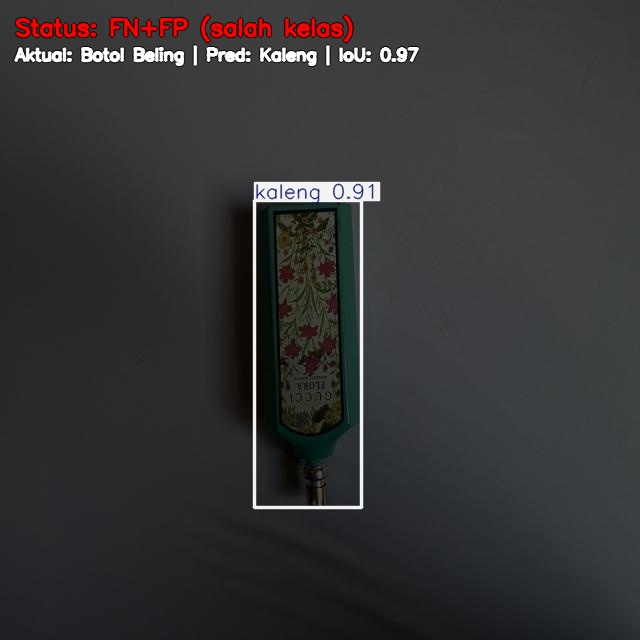 Status: FN+FP (salah kelas)
Aktual: Botol Beling | Pred: Kaleng | IoU: 0.97
kaleng 0.91
GUCCI
FLORA